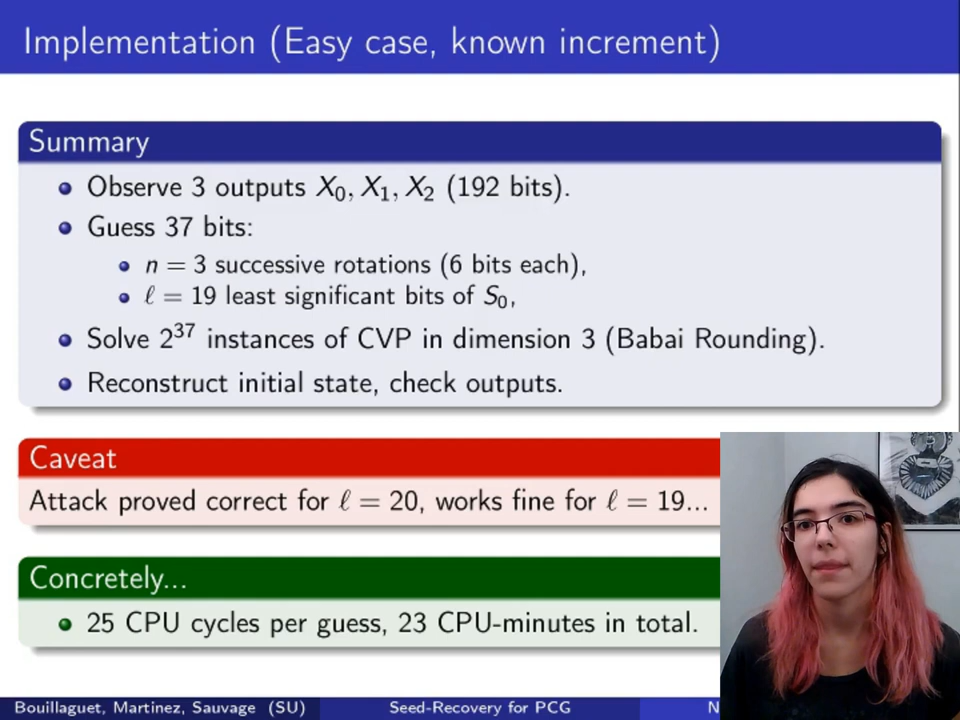 Implementation (Easy case, known increment)
Summary
Observe 3 outputs X₀, X₁, X₂ (192 bits).
Guess 37 bits:
n = 3 successive rotations (6 bits each),
ℓ = 19 least significant bits of S₀,
Solve 2³⁷ instances of CVP in dimension 3 (Babai Rounding).
Reconstruct initial state, check outputs.
Caveat
Attack proved correct for ℓ = 20, works fine for ℓ = 19...
Concretely...
25 CPU cycles per guess, 23 CPU-minutes in total.
Bouillaguet, Martinez, Sauvage (SU) Seed-Recovery for PCG